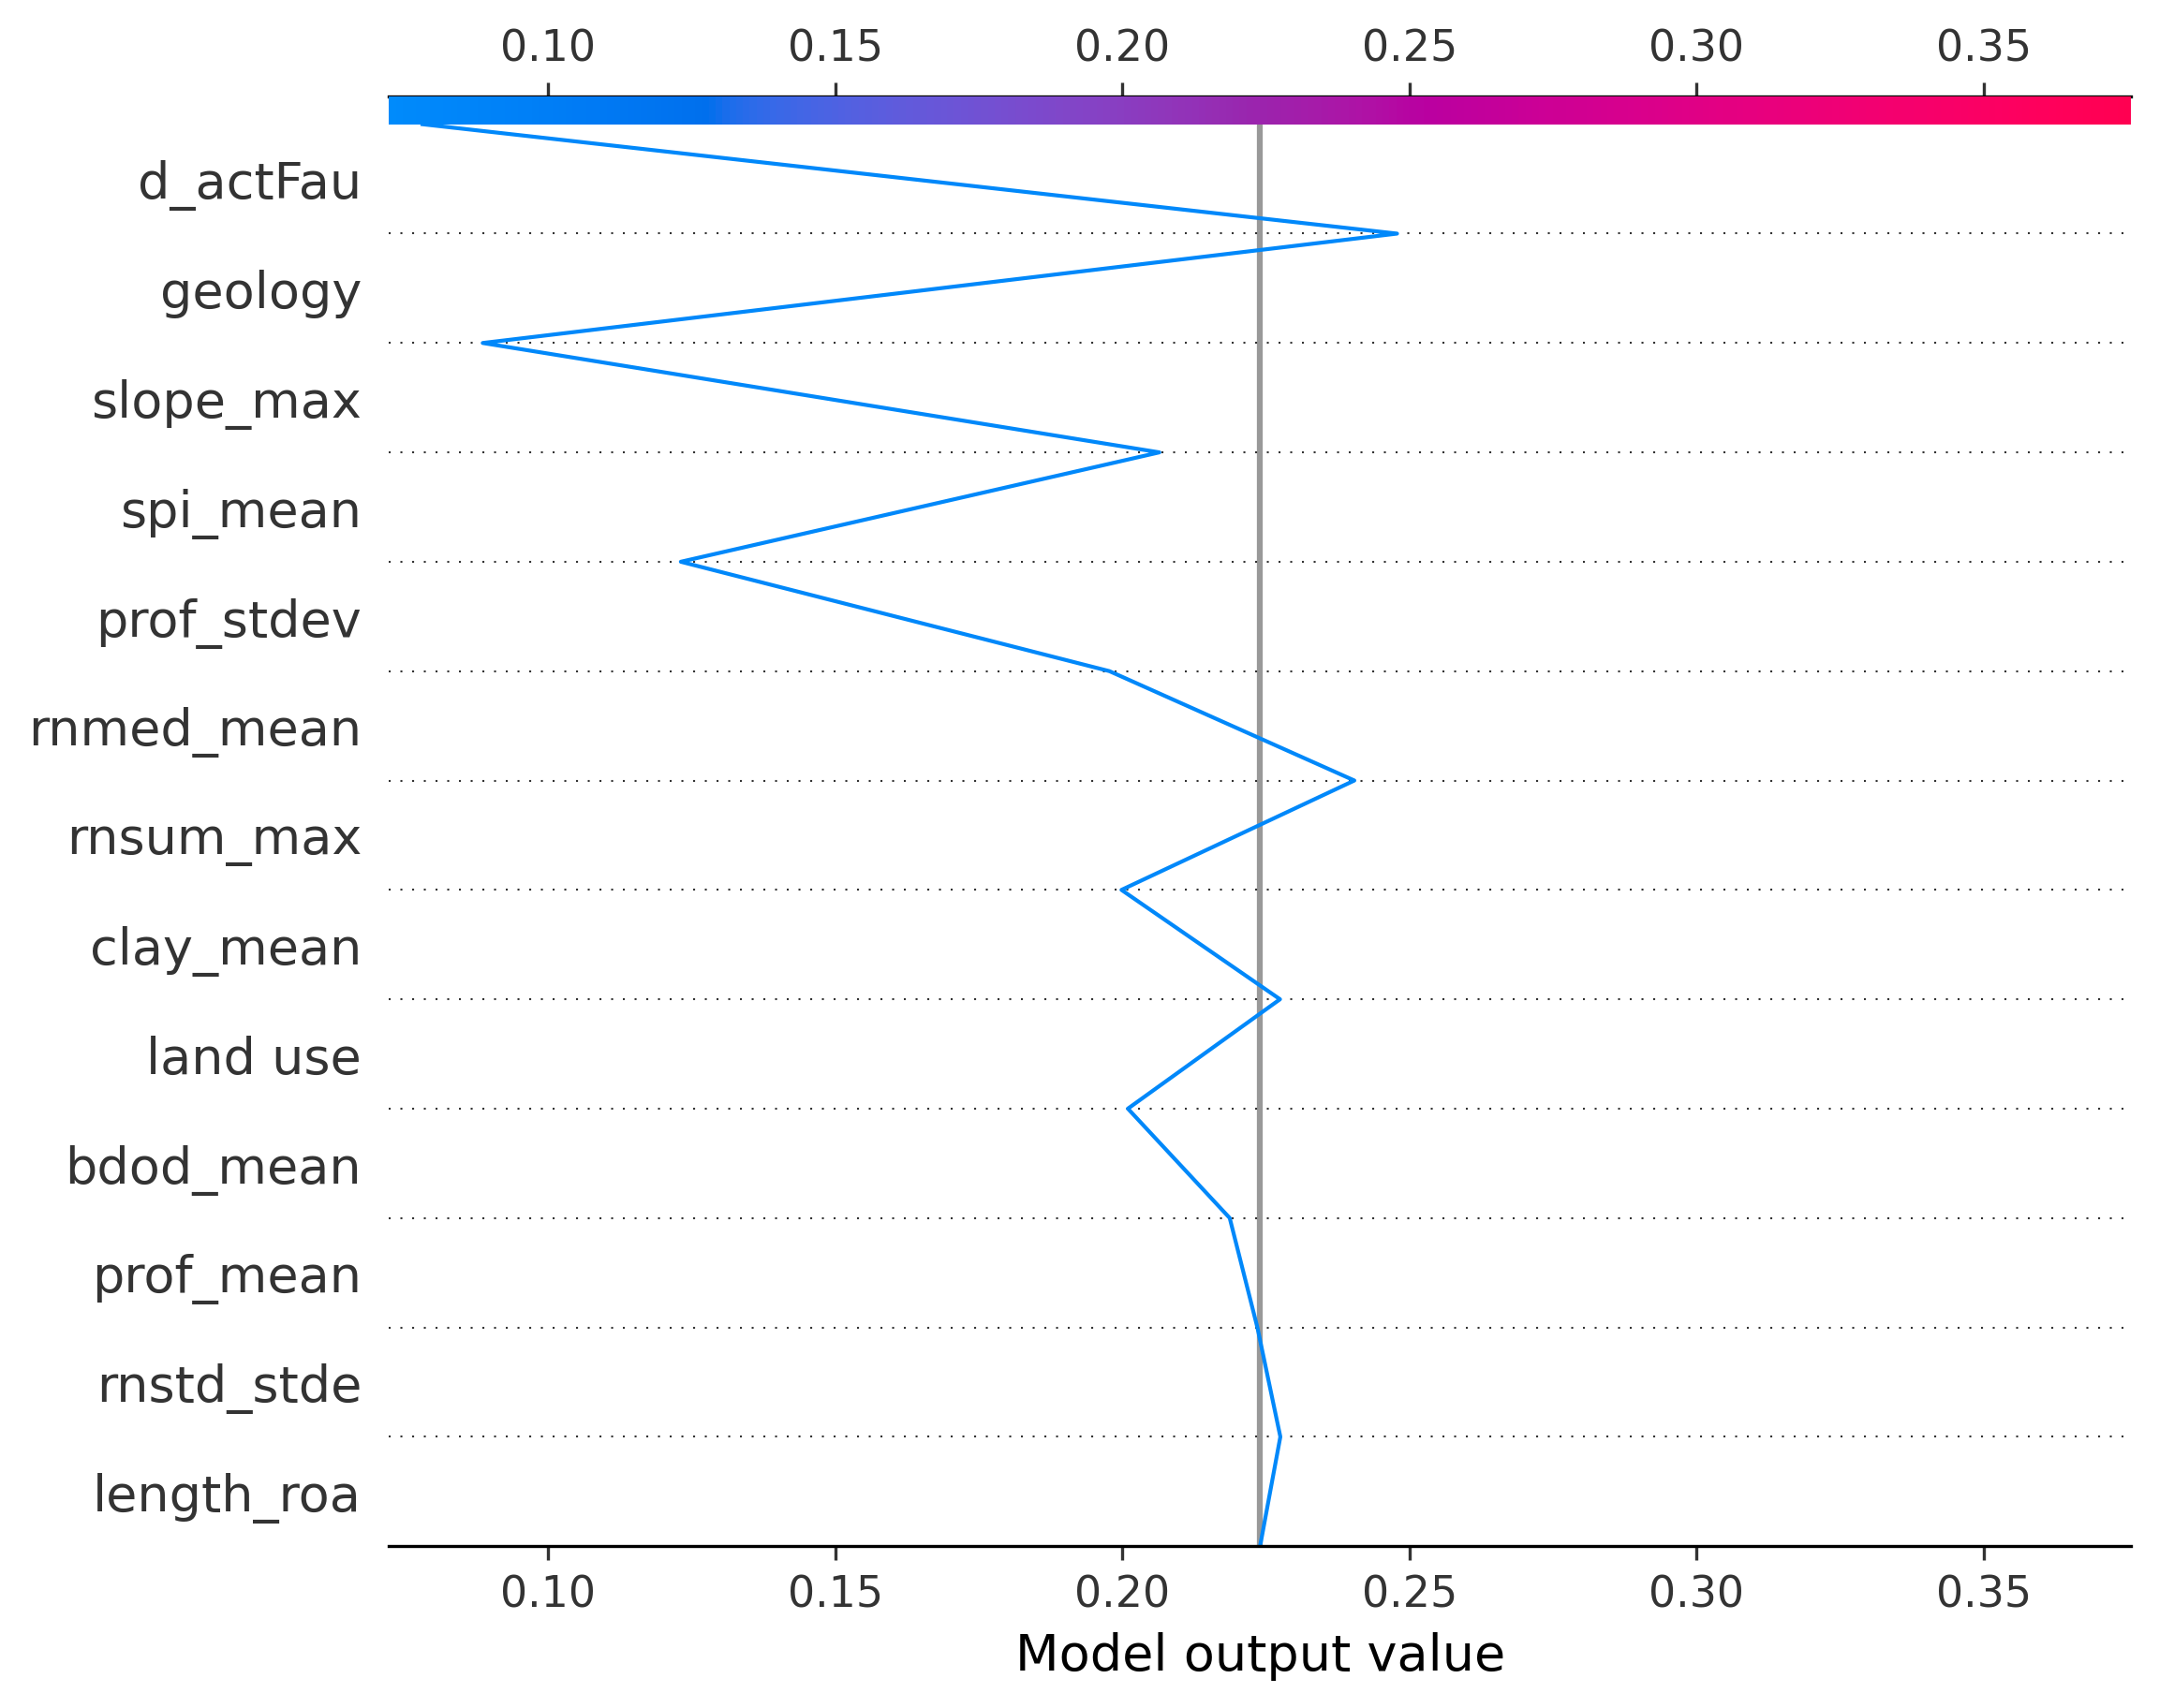 0.10 0.15 0.20 0.25 0.30 0.35
d_actFau
geology
slope_max
spi_mean
prof_stdev
rnmed_mean
rnsum_max
clay_mean
land use
bdod_mean
prof_mean
rnstd_stde
length_roa
0.10 0.15 0.20 0.25 0.30 0.35
Model output value